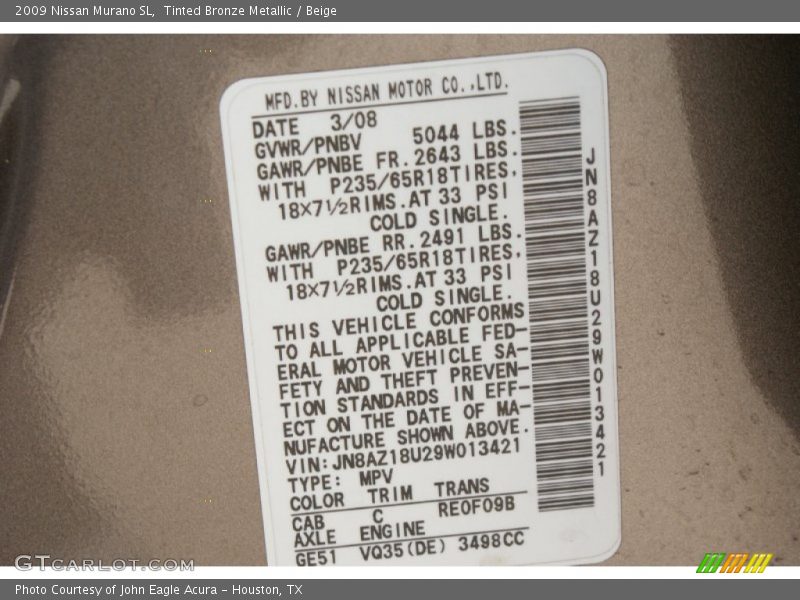 2009 Nissan Murano SL,  Tinted Bronze Metallic / Beige
MFD.BY NISSAN MOTOR CO.,LTD.
DATE 3/08
GVWR/PNBV 5044 LBS.
GAWR/PNBE FR.2643 LBS.
WITH P235/65R18TIRES,
18×7½RIMS.AT 33 PSI
COLD SINGLE.
GAWR/PNBE RR.2491 LBS.
WITH P235/65R18TIRES,
18×7½RIMS.AT 33 PSI
COLD SINGLE.
THIS VEHICLE CONFORMS
TO ALL APPLICABLE FED-
ERAL MOTOR VEHICLE SA-
FETY AND THEFT PREVEN-
TION STANDARDS IN EFF-
ECT ON THE DATE OF MA-
NUFACTURE SHOWN ABOVE.
VIN:JN8AZ18U29W013421
TYPE: MPV
COLOR TRIM TRANS
CAB C RE0F09B
AXLE ENGINE
GE51 VQ35(DE) 3498CC
JN8AZ18U29W013421
GTCarLot.com
Photo Courtesy of John Eagle Acura - Houston, TX